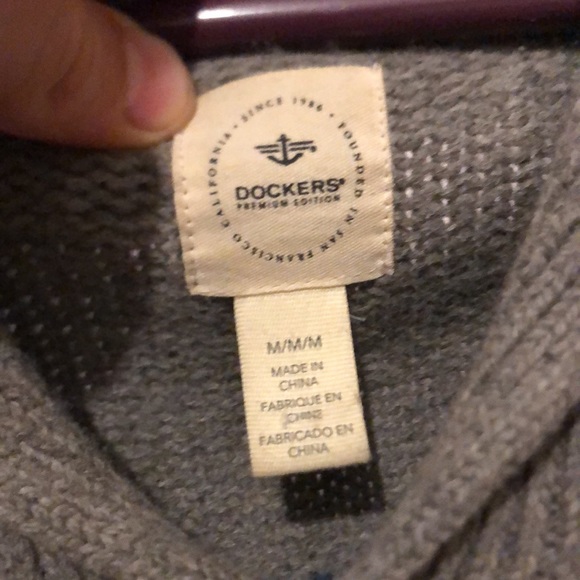 • SINCE 1986 • FOUNDED IN SAN FRANCISCO CALIFORNIA
DOCKERS®
PREMIUM EDITION
M/M/M
MADE IN
CHINA
FABRIQUE EN
CHINE
FABRICADO EN
CHINA